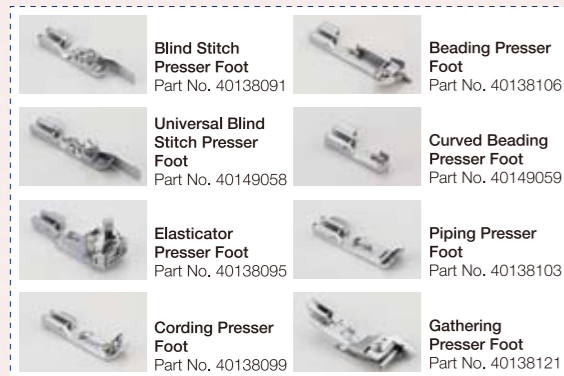 Blind Stitch
Presser Foot
Part No. 40138091
Universal Blind
Stitch Presser
Foot
Part No. 40149058
Elasticator
Presser Foot
Part No. 40138095
Cording Presser
Foot
Part No. 40138099
Beading Presser
Foot
Part No. 40138106
Curved Beading
Presser Foot
Part No. 40149059
Piping Presser
Foot
Part No. 40138103
Gathering
Presser Foot
Part No. 40138121